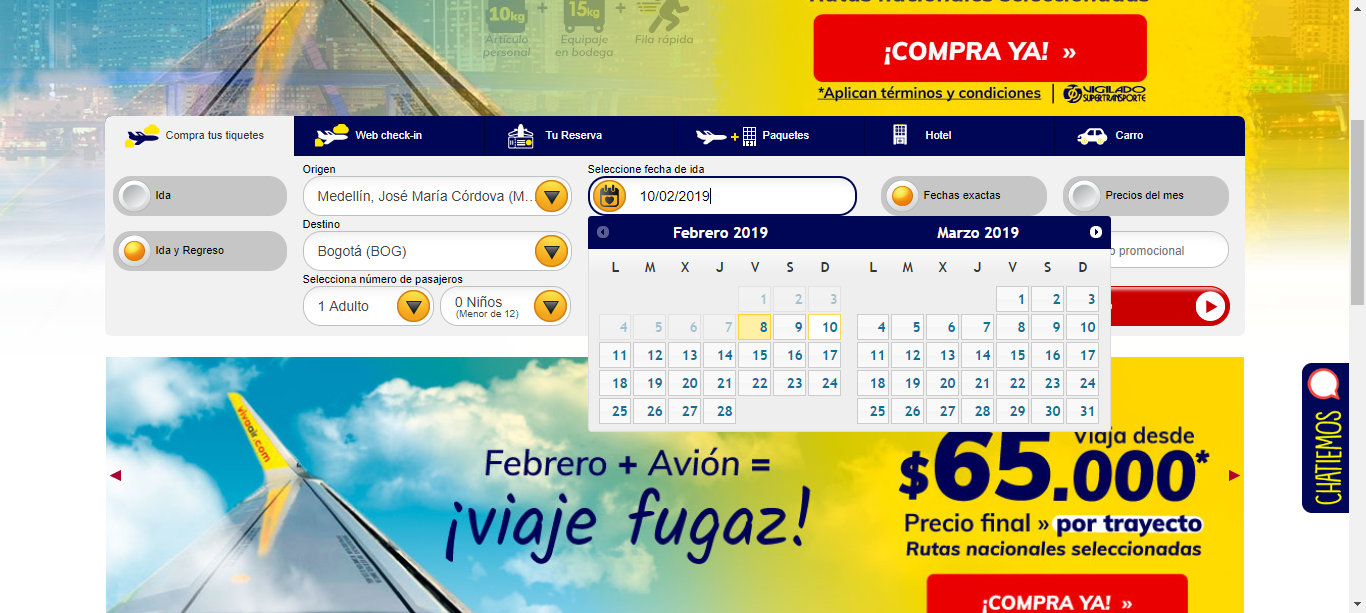 10kg + 15kg +
Artículo personal
Equipaje en bodega
Fila rápida
Rutas nacionales seleccionadas
¡COMPRA YA! »
*Aplican términos y condiciones | VIGILADO SUPERTRANSPORTE
Compra tus tiquetes
Web check-in
Tu Reserva
Paquetes
Hotel
Carro
Ida
Ida y Regreso
Origen
Medellín, José María Córdova (M...
Destino
Bogotá (BOG)
Selecciona número de pasajeros
1 Adulto
0 Niños
(Menor de 12)
Seleccione fecha de ida
10/02/2019
Fechas exactas
Precios del mes
o promocional
Febrero 2019
L M X J V S D
1 2 3
4 5 6 7 8 9 10
11 12 13 14 15 16 17
18 19 20 21 22 23 24
25 26 27 28
Marzo 2019
L M X J V S D
1 2 3
4 5 6 7 8 9 10
11 12 13 14 15 16 17
18 19 20 21 22 23 24
25 26 27 28 29 30 31
vivaair.com
Febrero + Avión =
¡viaje fugaz!
Viaja desde
$65.000*
Precio final » por trayecto
Rutas nacionales seleccionadas
¡COMPRA YA! »
CHATIEMOS